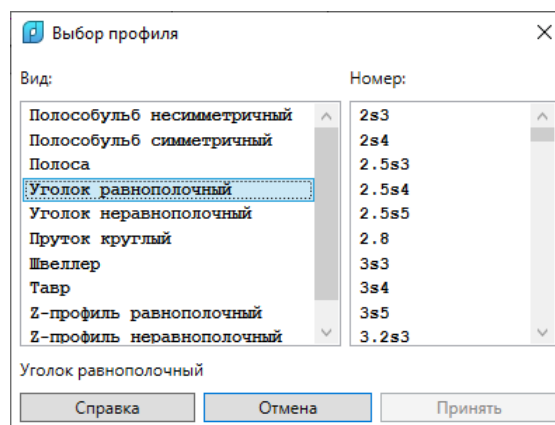 Выбор профиля
Вид:
Номер:
Полособульб несимметричный
Полособульб симметричный
Полоса
Уголок равнополочный
Уголок неравнополочный
Пруток круглый
Швеллер
Тавр
Z-профиль равнополочный
Z-профиль неравнополочный
2s3
2s4
2.5s3
2.5s4
2.5s5
2.8
3s3
3s4
3s5
3.2s3
Уголок равнополочный
Справка
Отмена
Принять